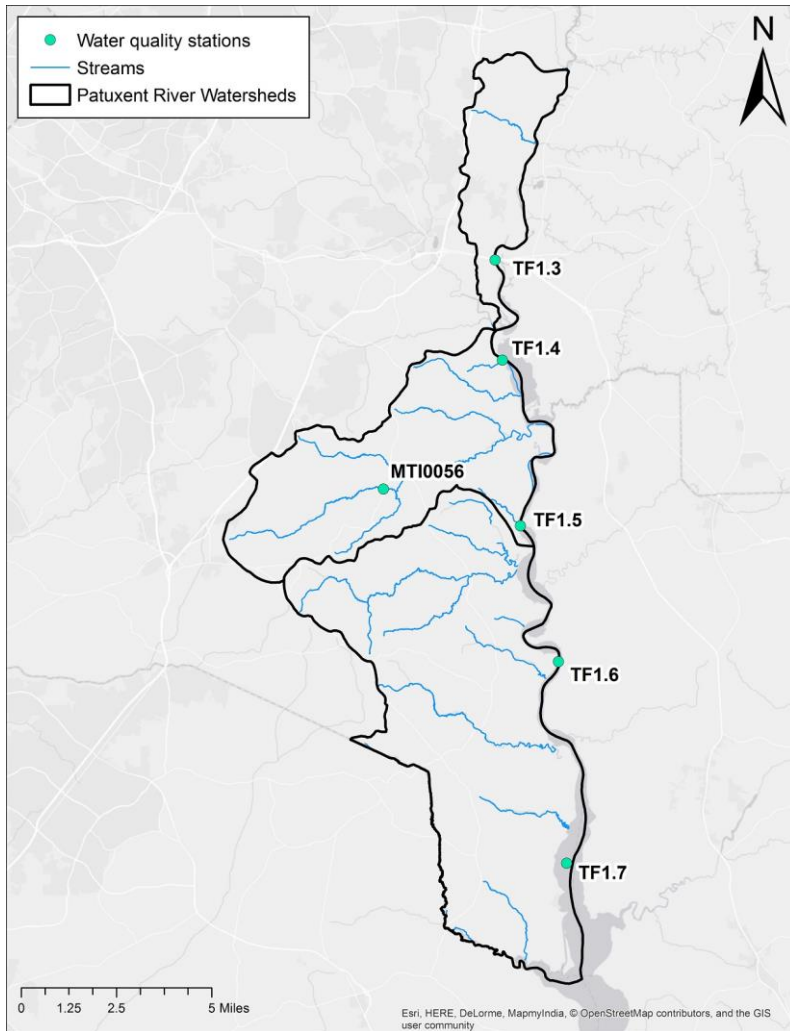 Water quality stations
Streams
Patuxent River Watersheds
N
TF1.3
TF1.4
MTI0056
TF1.5
TF1.6
TF1.7
0 1.25 2.5 5 Miles
Esri, HERE, DeLorme, MapmyIndia, © OpenStreetMap contributors, and the GIS
user community